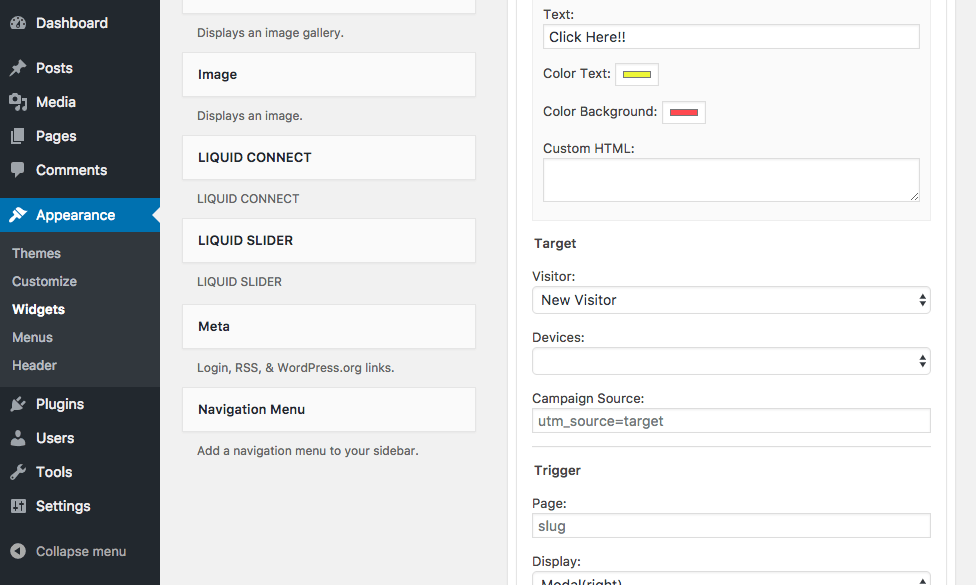 Dashboard
Posts
Media
Pages
Comments
Appearance
Themes
Customize
Widgets
Menus
Header
Plugins
Users
Tools
Settings
Collapse menu
Displays an image gallery.
Image
Displays an image.
LIQUID CONNECT
LIQUID CONNECT
LIQUID SLIDER
LIQUID SLIDER
Meta
Login, RSS, & WordPress.org links.
Navigation Menu
Add a navigation menu to your sidebar.
Text:
Click Here!!
Color Text:
Color Background:
Custom HTML:
Target
Visitor:
New Visitor
Devices:
Campaign Source:
utm_source=target
Trigger
Page:
slug
Display:
Modal(right)